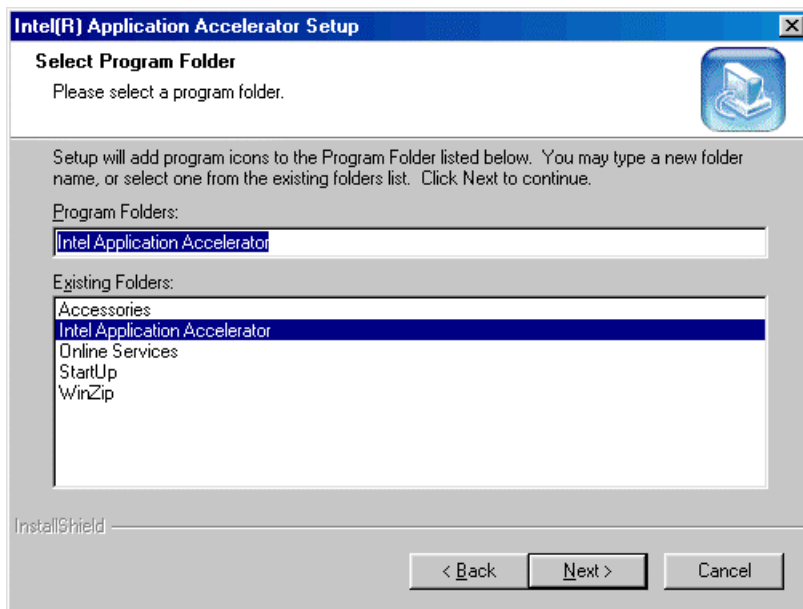 Intel(R) Application Accelerator Setup
Select Program Folder
Please select a program folder.
Setup will add program icons to the Program Folder listed below.  You may type a new folder
name, or select one from the existing folders list.  Click Next to continue.
Program Folders:
Intel Application Accelerator
Existing Folders:
Accessories
Intel Application Accelerator
Online Services
StartUp
WinZip
InstallShield
< Back
Next >
Cancel